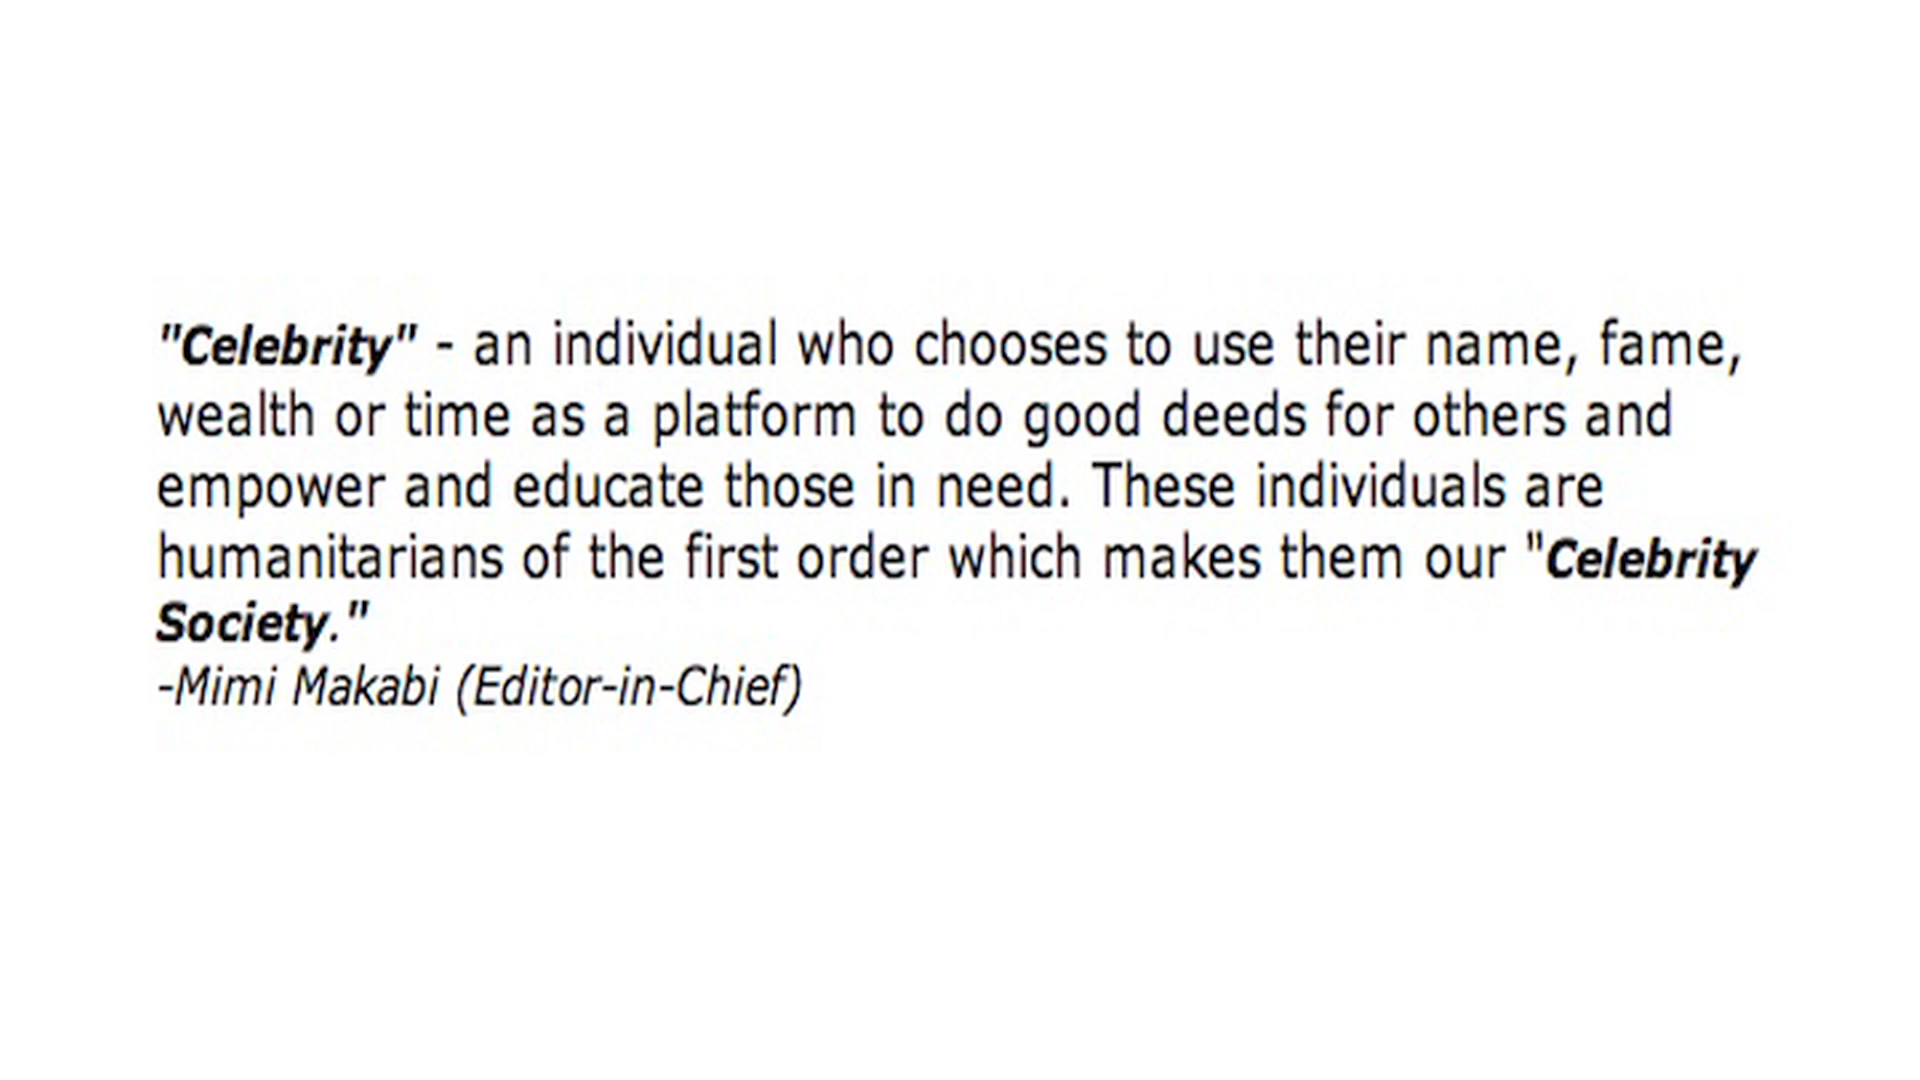 "Celebrity" - an individual who chooses to use their name, fame,
wealth or time as a platform to do good deeds for others and
empower and educate those in need. These individuals are
humanitarians of the first order which makes them our "Celebrity
Society."
-Mimi Makabi (Editor-in-Chief)